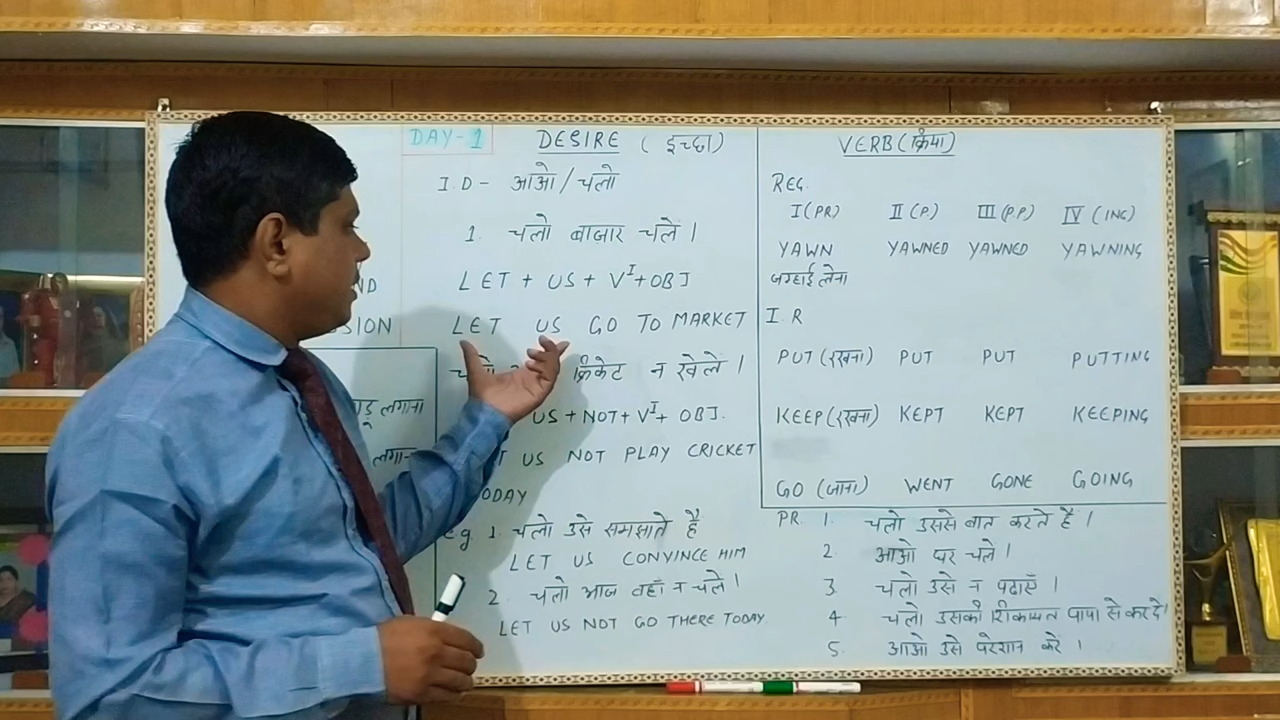 DAY-1
DESIRE (इच्छा)
I.D - आओ/चलो
1. चलो बाजार चलें।
LET + US + V^I + OBJ
LET US GO TO MARKET
क्रिकेट न खेले।
US + NOT + V^I + OBJ.
US NOT PLAY CRICKET
TODAY
eg 1. चलो उसे समझाते है
LET US CONVINCE HIM
2. चलो आज वहाँ न चले।
LET US NOT GO THERE TODAY
ND
SSION
लगाना
VERB (क्रिया)
REG.
I (PR) II (P.) III (P.P) IV (ING)
YAWN YAWNED YAWNED YAWNING
जम्हाई लेना
I R
PUT (रखना) PUT PUT PUTTING
KEEP (रखना) KEPT KEPT KEEPING
GO (जाना) WENT GONE GOING
PR. 1. चलो उससे बात करते है।
2. आओ घर चले।
3. चलो उसे न पढाएँ।
4 चलो उसकी शिकायत पापा से कर दे।
5. आओ उसे परेशान करें।